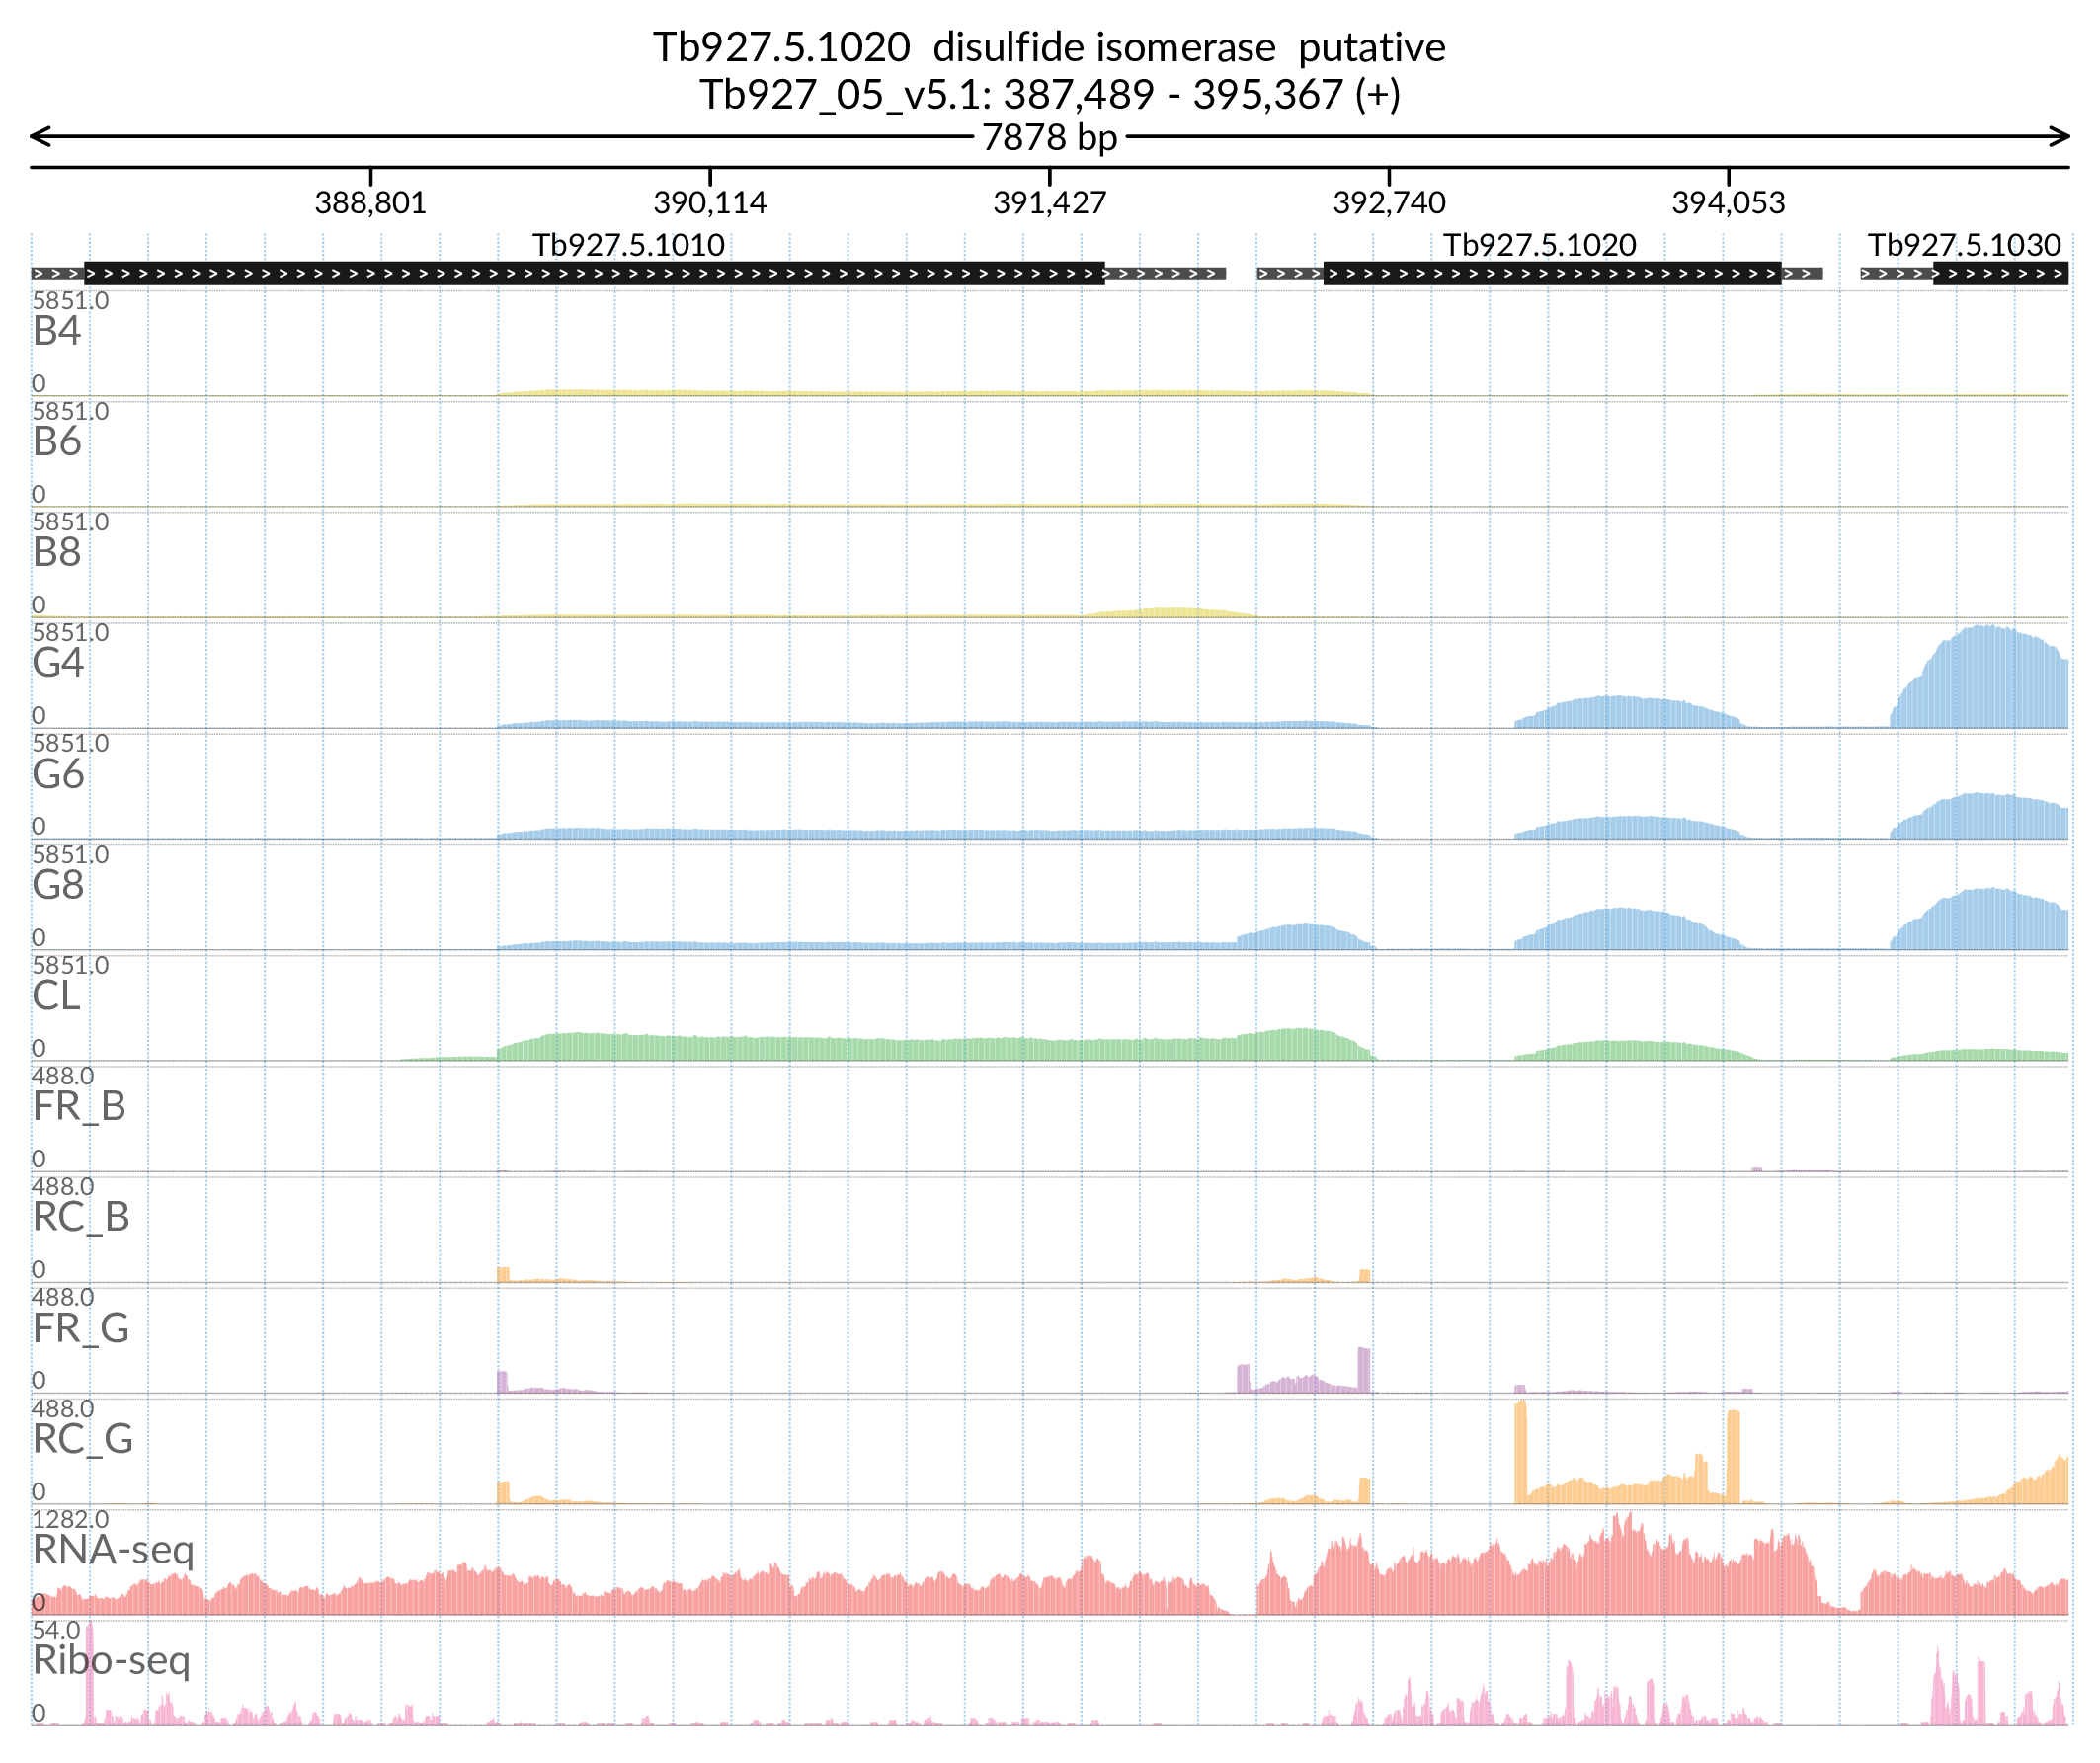 Tb927.5.1020  disulfide isomerase  putative
Tb927_05_v5.1: 387,489 - 395,367 (+)
7878 bp
388,801 390,114 391,427 392,740 394,053
Tb927.5.1010 Tb927.5.1020 Tb927.5.1030
5851.0
B4
0
5851.0
B6
0
5851.0
B8
0
5851.0
G4
0
5851.0
G6
0
5851.0
G8
0
5851.0
CL
0
488.0
FR_B
0
488.0
RC_B
0
488.0
FR_G
0
488.0
RC_G
0
1282.0
RNA-seq
0
54.0
Ribo-seq
0